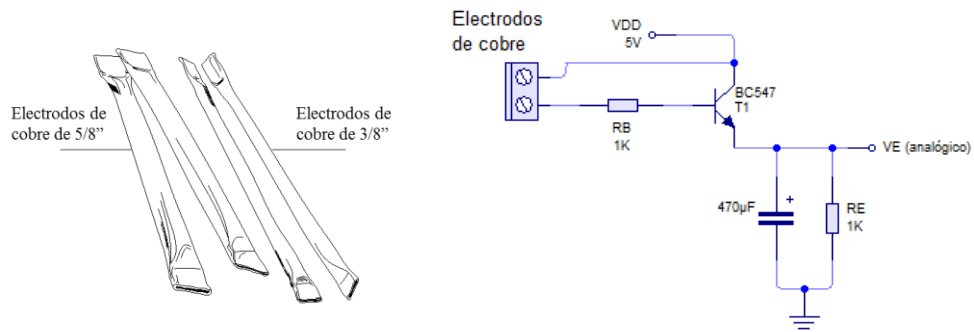 Electrodos de
cobre de 5/8”
Electrodos de
cobre de 3/8”
Electrodos
de cobre
VDD
5V
BC547
T1
RB
1K
VE (analógico)
470µF
+
RE
1K